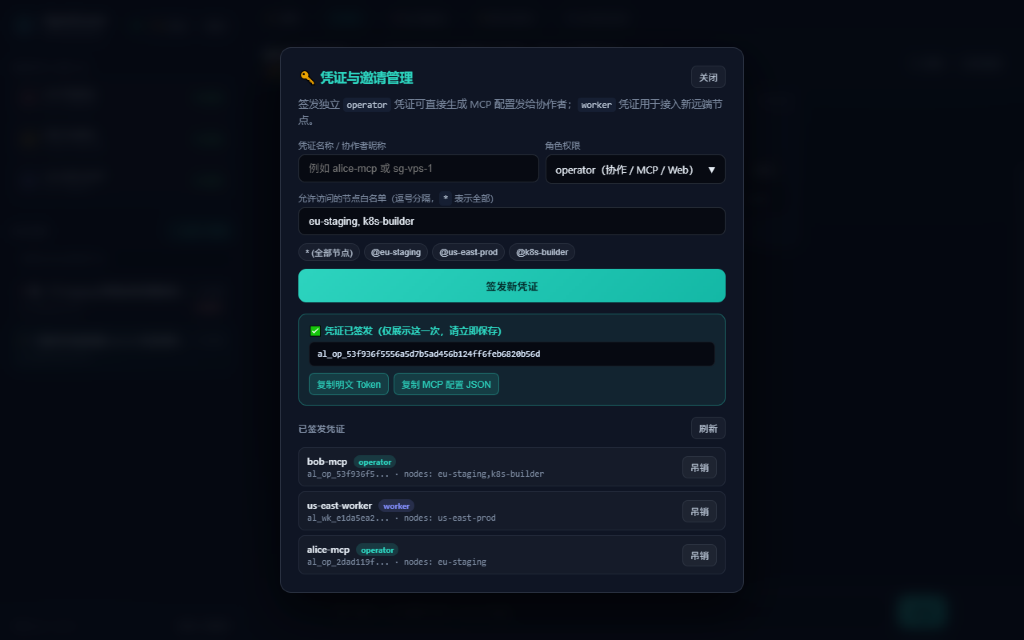 凭证与邀请管理
关闭
签发独立 operator 凭证可直接生成 MCP 配置发给协作者；worker 凭证用于接入新远端节
点。
凭证名称 / 协作者昵称
角色权限
例如 alice-mcp 或 sg-vps-1
operator（协作 / MCP / Web） ▼
允许访问的节点白名单（逗号分隔，* 表示全部）
eu-staging, k8s-builder
* (全部节点) @eu-staging @us-east-prod @k8s-builder
签发新凭证
✅ 凭证已签发（仅展示这一次，请立即保存）
al_op_53f936f5556a5d7b5ad456b124ff6feb6820b56d
复制明文 Token 复制 MCP 配置 JSON
已签发凭证
刷新
bob-mcp operator
al_op_53f936f5... · nodes: eu-staging,k8s-builder
吊销
us-east-worker worker
al_wk_e1da5ea2... · nodes: us-east-prod
吊销
alice-mcp operator
al_op_2dad119f... · nodes: eu-staging
吊销